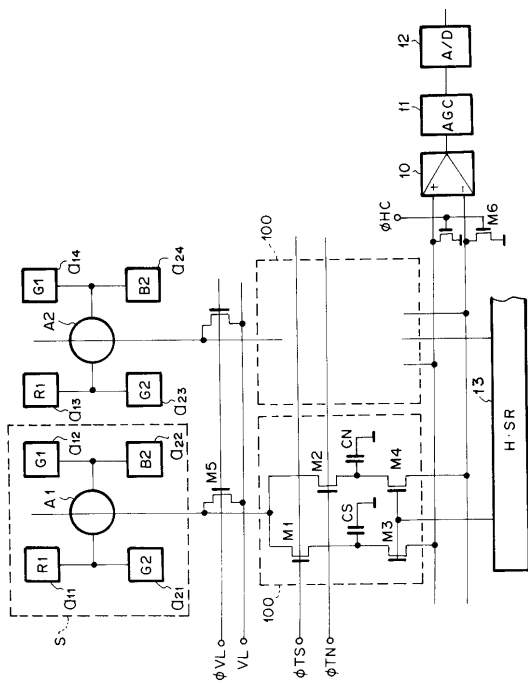 S
R1
G1
R1
G1
a11
a12
a13
a14
A1
A2
G2
B2
G2
B2
a21
a22
a23
a24
M5
φVL
VL
100
100
M1
M2
CS
CN
M3
M4
φTS
φTN
φHC
M6
+
−
10
AGC
11
A/D
12
13
H·SR